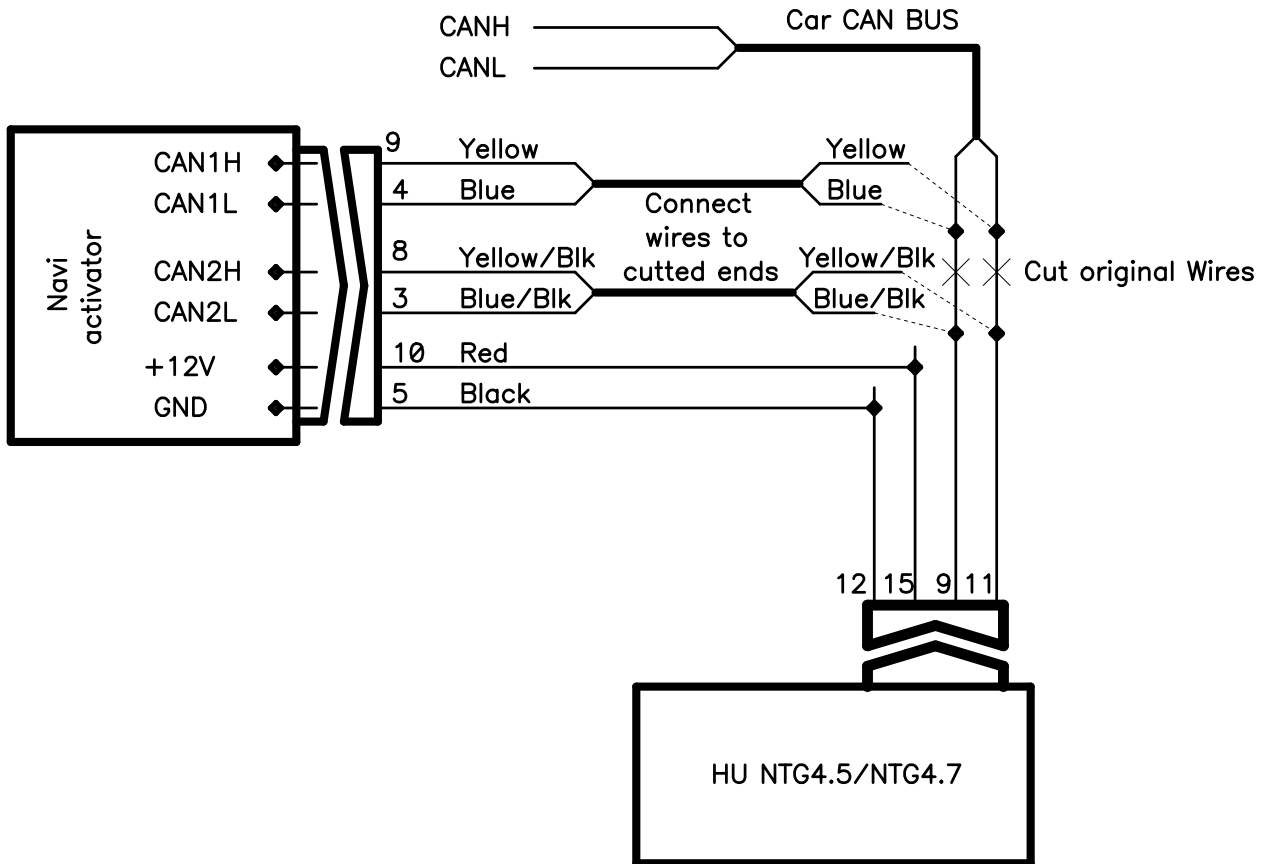 CANH
Car CAN BUS
CANL
9
Yellow
Yellow
CAN1H
4
Blue
Blue
CAN1L
Connect
wires to
cutted ends
8
Yellow/Blk
Yellow/Blk
CAN2H
Cut original Wires
3
Blue/Blk
Blue/Blk
CAN2L
Navi
activator
10
Red
+12V
5
Black
GND
12
15
9
11
HU NTG4.5/NTG4.7